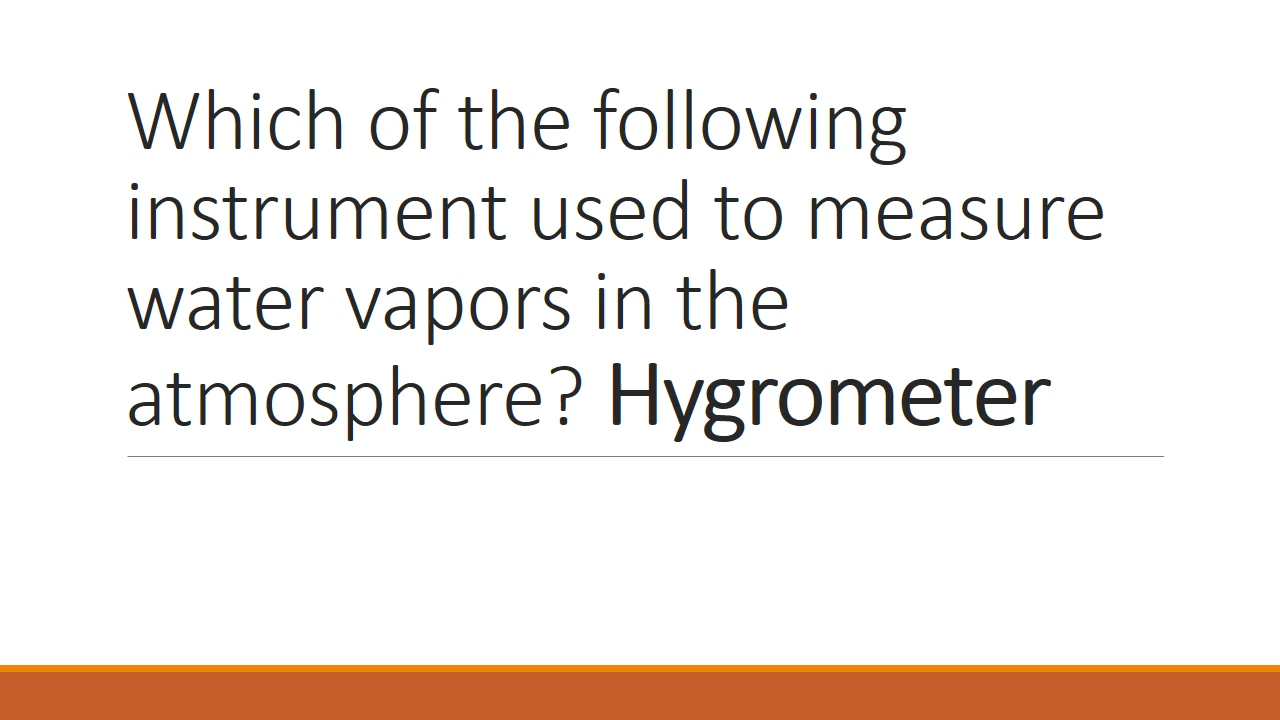 Which of the following
instrument used to measure
water vapors in the
atmosphere? Hygrometer